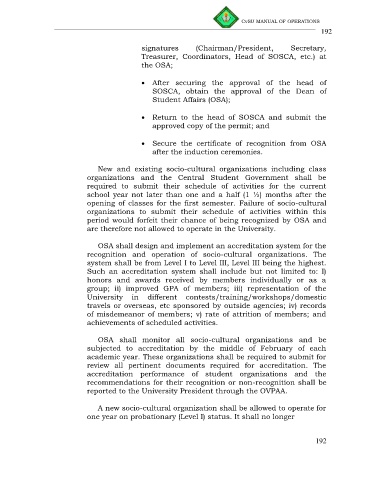 CvSU MANUAL OF OPERATIONS
192
signatures (Chairman/President, Secretary,
Treasurer, Coordinators, Head of SOSCA, etc.) at
the OSA;
• After securing the approval of the head of
SOSCA, obtain the approval of the Dean of
Student Affairs (OSA);
• Return to the head of SOSCA and submit the
approved copy of the permit; and
• Secure the certificate of recognition from OSA
after the induction ceremonies.
New and existing socio-cultural organizations including class
organizations and the Central Student Government shall be
required to submit their schedule of activities for the current
school year not later than one and a half (1 ½) months after the
opening of classes for the first semester. Failure of socio-cultural
organizations to submit their schedule of activities within this
period would forfeit their chance of being recognized by OSA and
are therefore not allowed to operate in the University.
OSA shall design and implement an accreditation system for the
recognition and operation of socio-cultural organizations. The
system shall be from Level I to Level III, Level III being the highest.
Such an accreditation system shall include but not limited to: i)
honors and awards received by members individually or as a
group; ii) improved GPA of members; iii) representation of the
University in different contests/training/workshops/domestic
travels or overseas, etc sponsored by outside agencies; iv) records
of misdemeanor of members; v) rate of attrition of members; and
achievements of scheduled activities.
OSA shall monitor all socio-cultural organizations and be
subjected to accreditation by the middle of February of each
academic year. These organizations shall be required to submit for
review all pertinent documents required for accreditation. The
accreditation performance of student organizations and the
recommendations for their recognition or non-recognition shall be
reported to the University President through the OVPAA.
A new socio-cultural organization shall be allowed to operate for
one year on probationary (Level I) status. It shall no longer
192